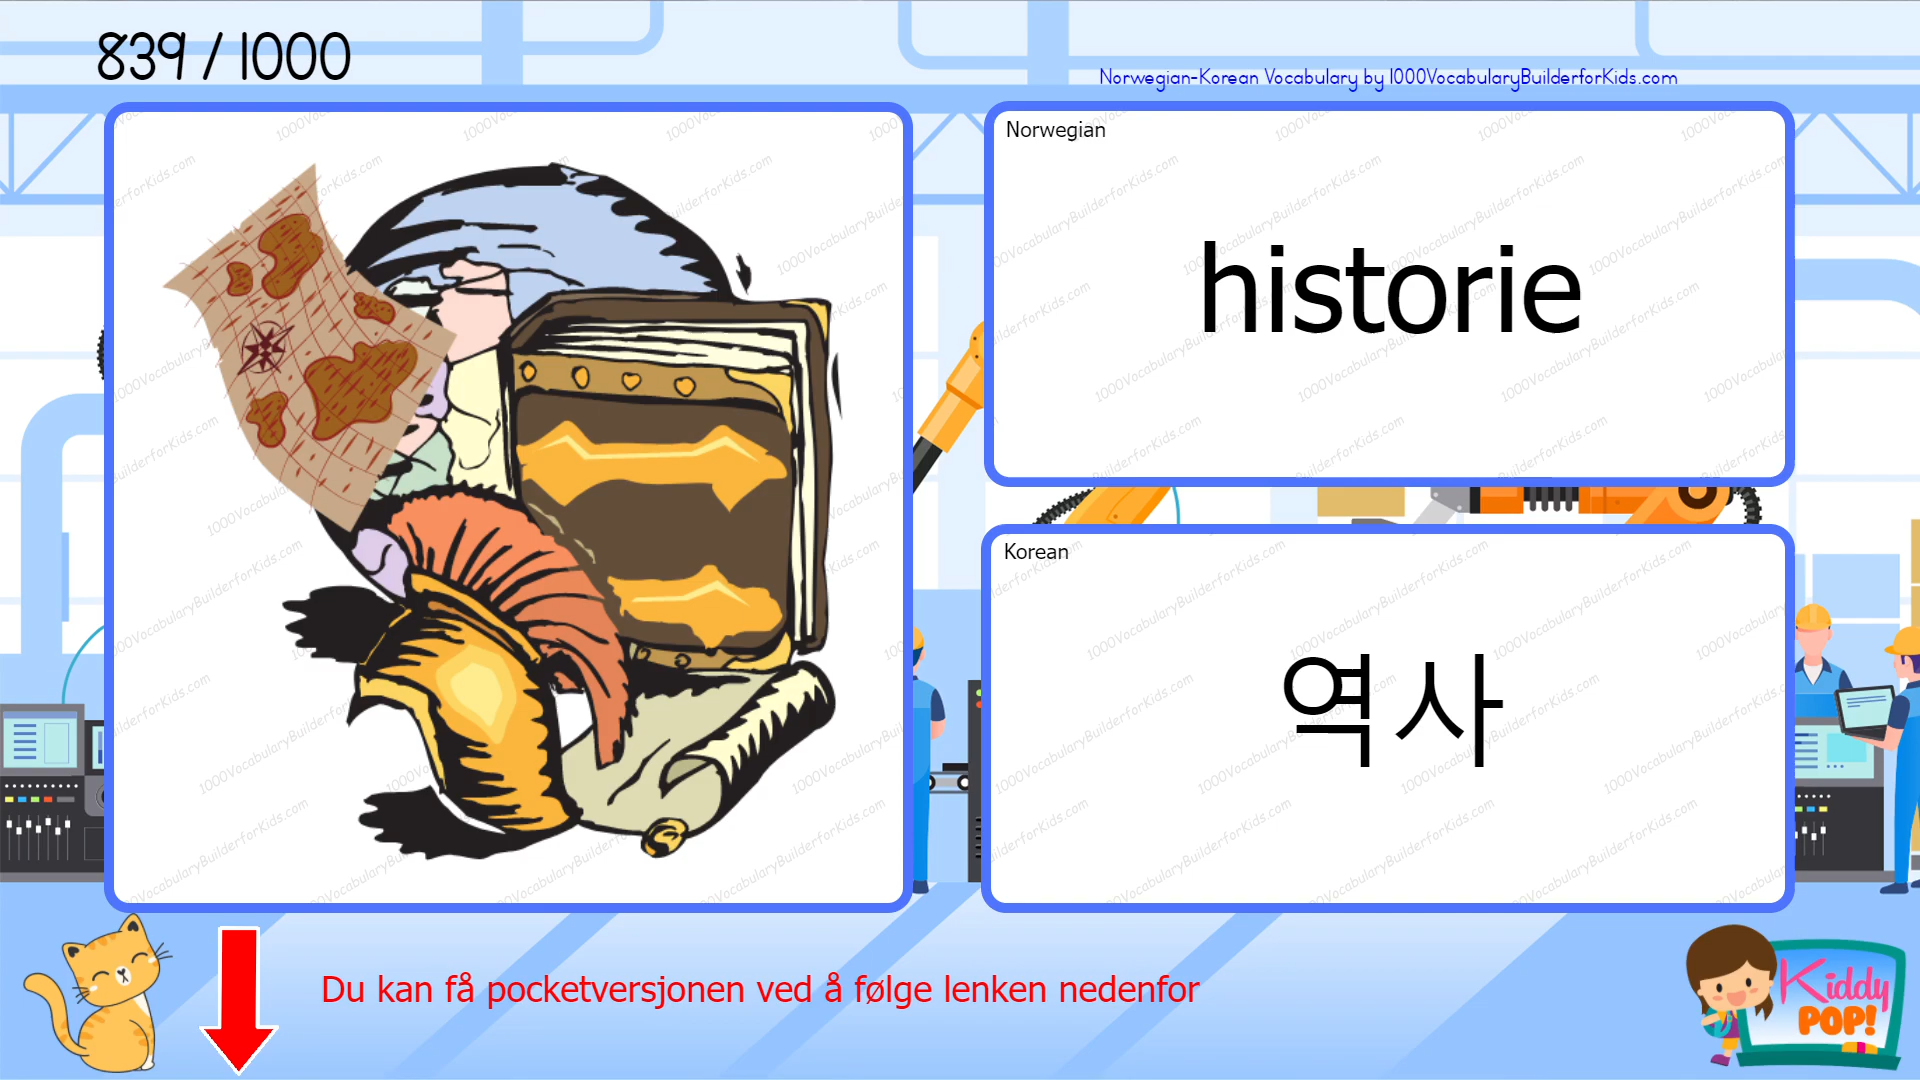 839 / 1000
Norwegian-Korean Vocabulary by 1000VocabularyBuilderforKids.com
Norwegian
historie
Korean
역사
Du kan få pocketversjonen ved å følge lenken nedenfor
Kiddy
POP!